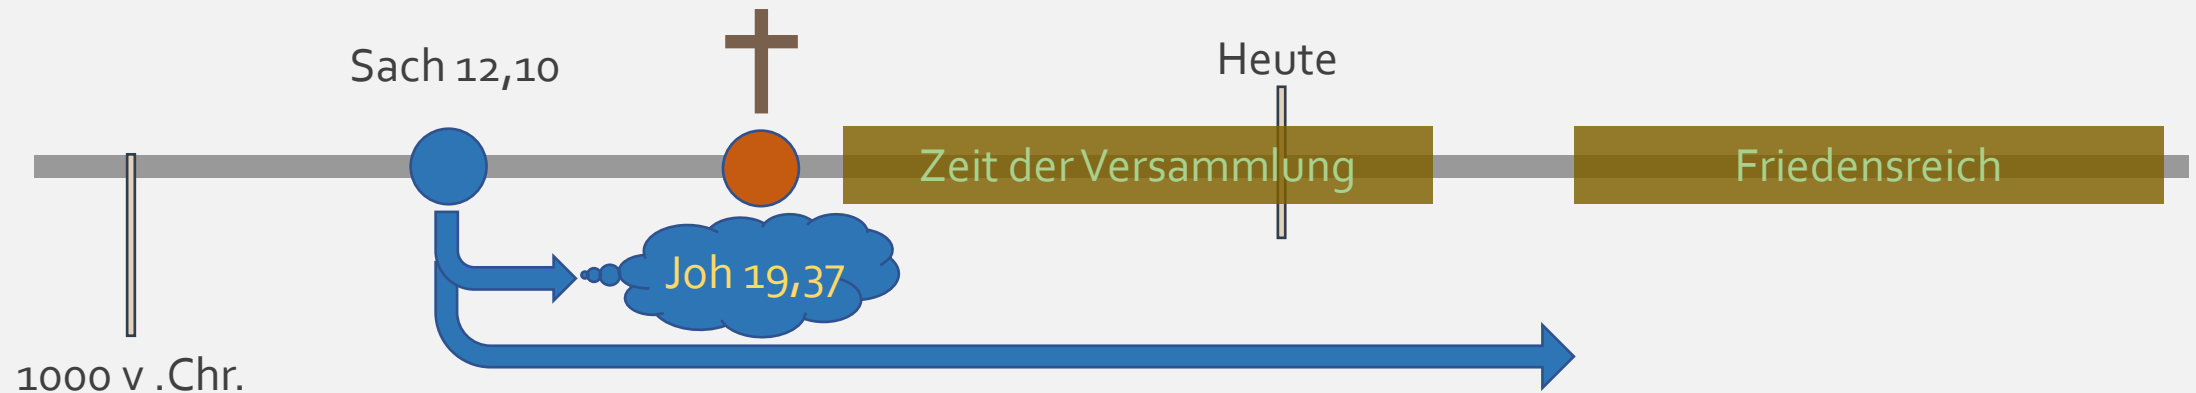 Sach 12,10
Heute
Zeit der Versammlung
Friedensreich
Joh 19,37
1000 v .Chr.